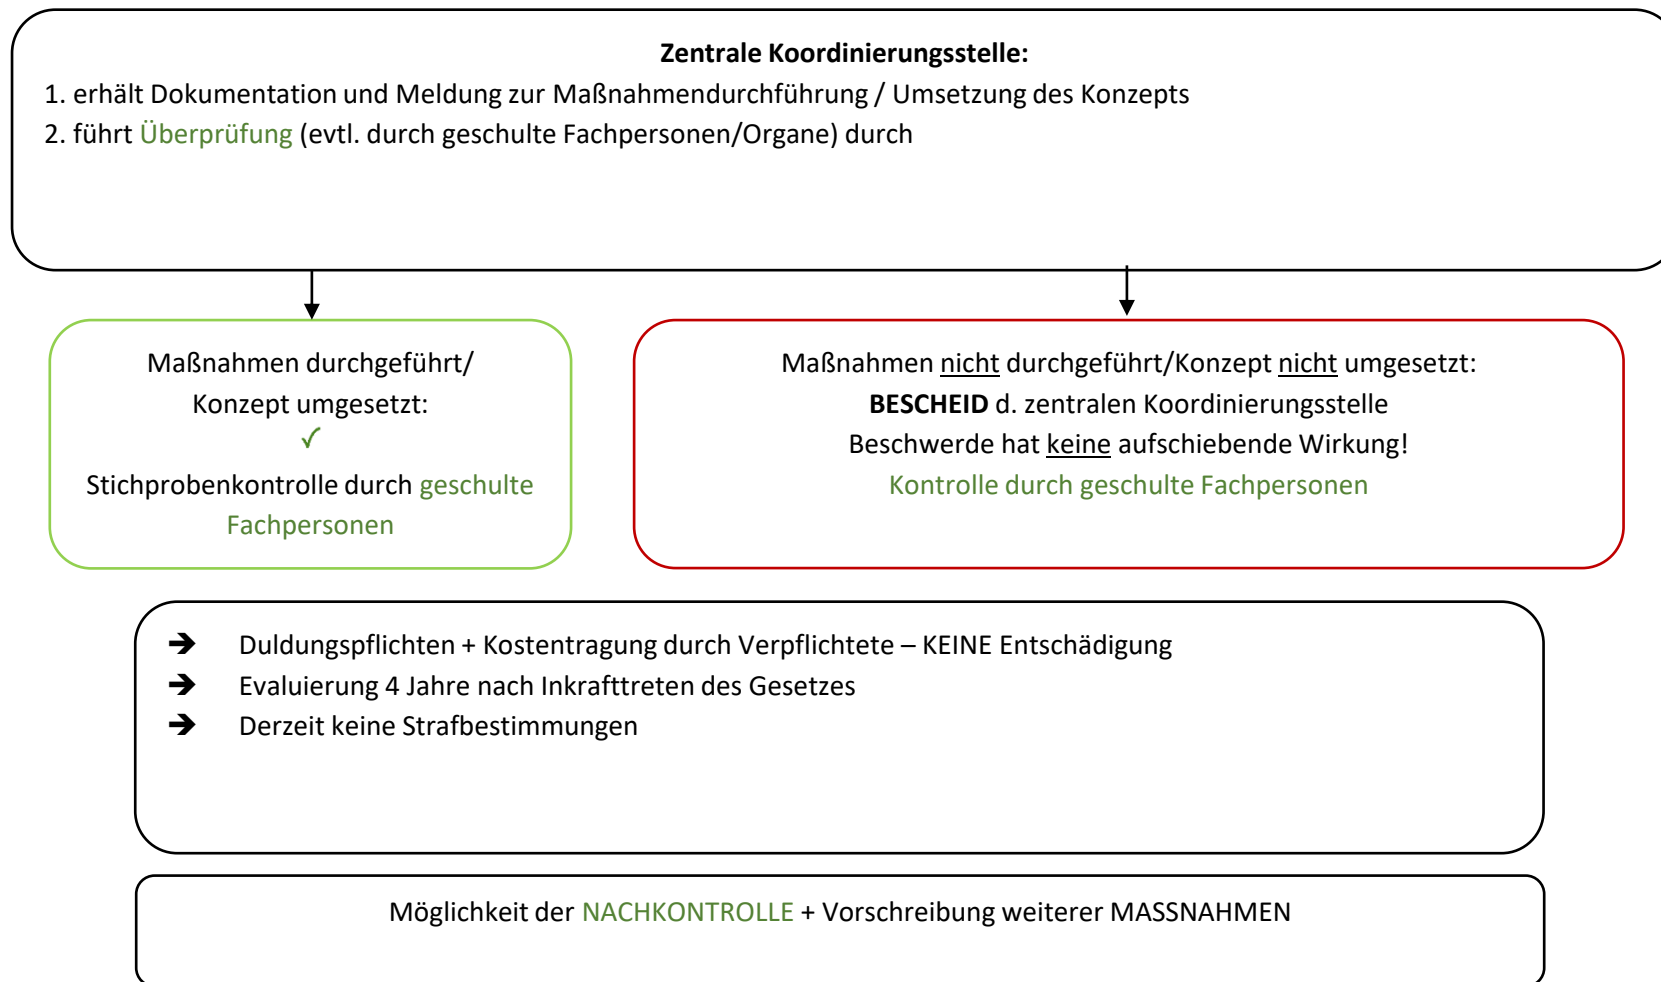 Zentrale Koordinierungsstelle:
1. erhält Dokumentation und Meldung zur Maßnahmendurchführung / Umsetzung des Konzepts
2. führt Überprüfung (evtl. durch geschulte Fachpersonen/Organe) durch
Maßnahmen durchgeführt/
Konzept umgesetzt:
✓
Stichprobenkontrolle durch geschulte
Fachpersonen
Maßnahmen nicht durchgeführt/Konzept nicht umgesetzt:
BESCHEID d. zentralen Koordinierungsstelle
Beschwerde hat keine aufschiebende Wirkung!
Kontrolle durch geschulte Fachpersonen
➔ Duldungspflichten + Kostentragung durch Verpflichtete – KEINE Entschädigung
➔ Evaluierung 4 Jahre nach Inkrafttreten des Gesetzes
➔ Derzeit keine Strafbestimmungen
Möglichkeit der NACHKONTROLLE + Vorschreibung weiterer MASSNAHMEN